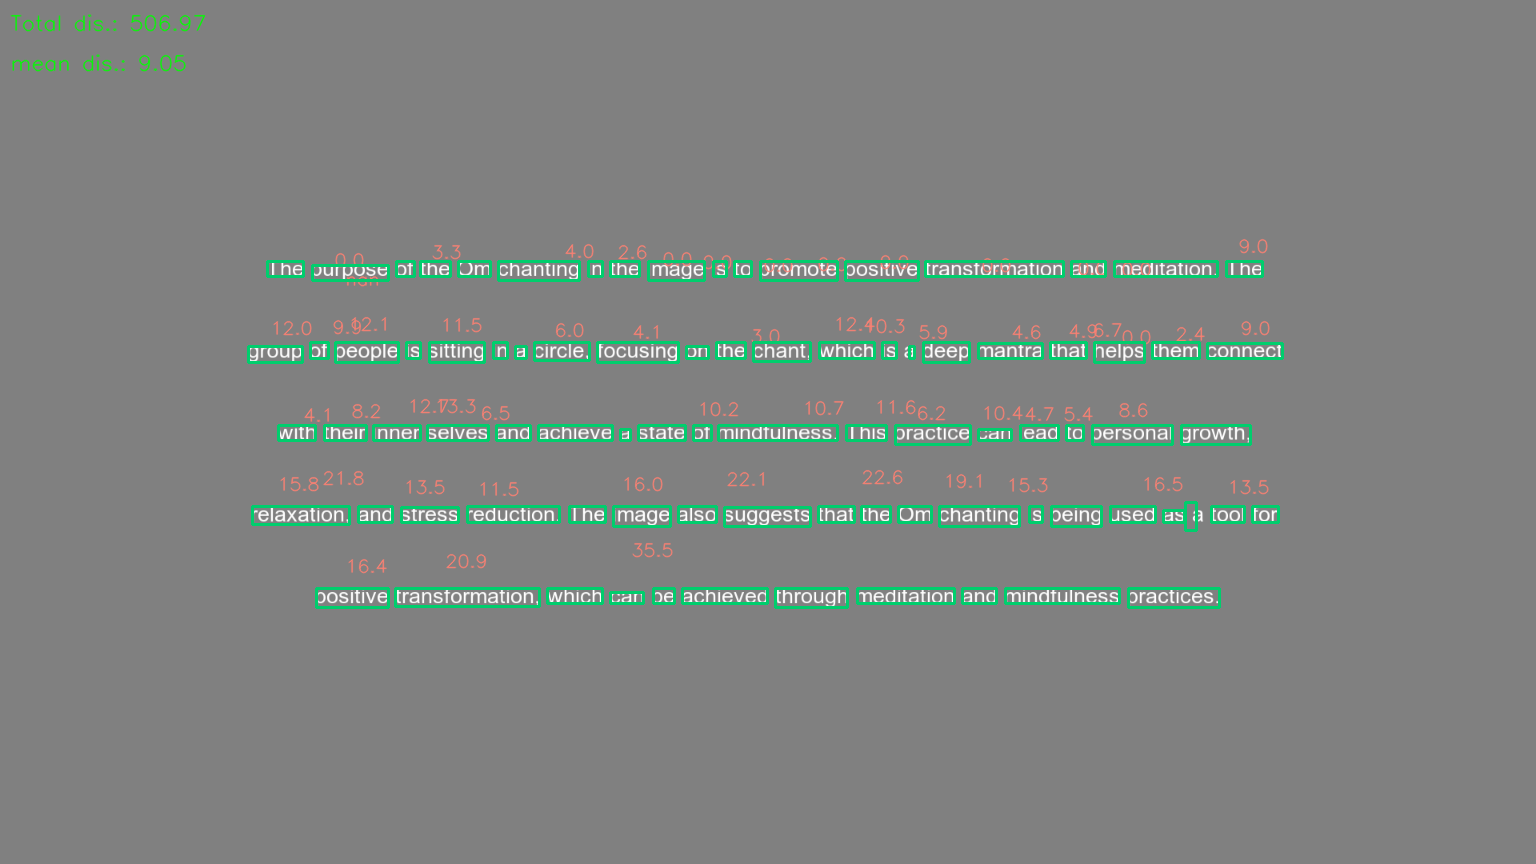 Total dis.: 506.97
mean dis.: 9.05
3.3 4.0 2.6 9.0
The purpose of the Om chanting in the image is to promote positive transformation and meditation. The
12.0 9.9 12.1 11.5 6.0 4.1 3.0 12.4 10.3 5.9 4.6 4.9 6.7 0.0 2.4 9.0
group of people is sitting in a circle, focusing on the chant, which is a deep mantra that helps them connect
4.1 8.2 12.7 13.3 6.5 10.2 10.7 11.6 6.2 10.4 4.7 5.4 8.6
with their inner selves and achieve a state of mindfulness. This practice can lead to personal growth,
15.8 21.8 13.5 11.5 16.0 22.1 22.6 19.1 15.3 16.5 13.5
relaxation, and stress reduction. The image also suggests that the Om chanting is being used as a tool for
16.4 20.9 35.5
positive transformation, which can be achieved through meditation and mindfulness practices.